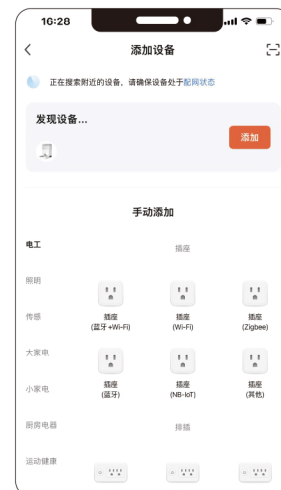 16:28
添加设备
正在搜索附近的设备，请确保设备处于配网状态
发现设备...
添加
手动添加
电工
插座
照明
传感
插座
(蓝牙+Wi-Fi)
插座
(Wi-Fi)
插座
(Zigbee)
大家电
小家电
插座
(蓝牙)
插座
(NB-IoT)
插座
(其他)
厨房电器
排插
运动健康